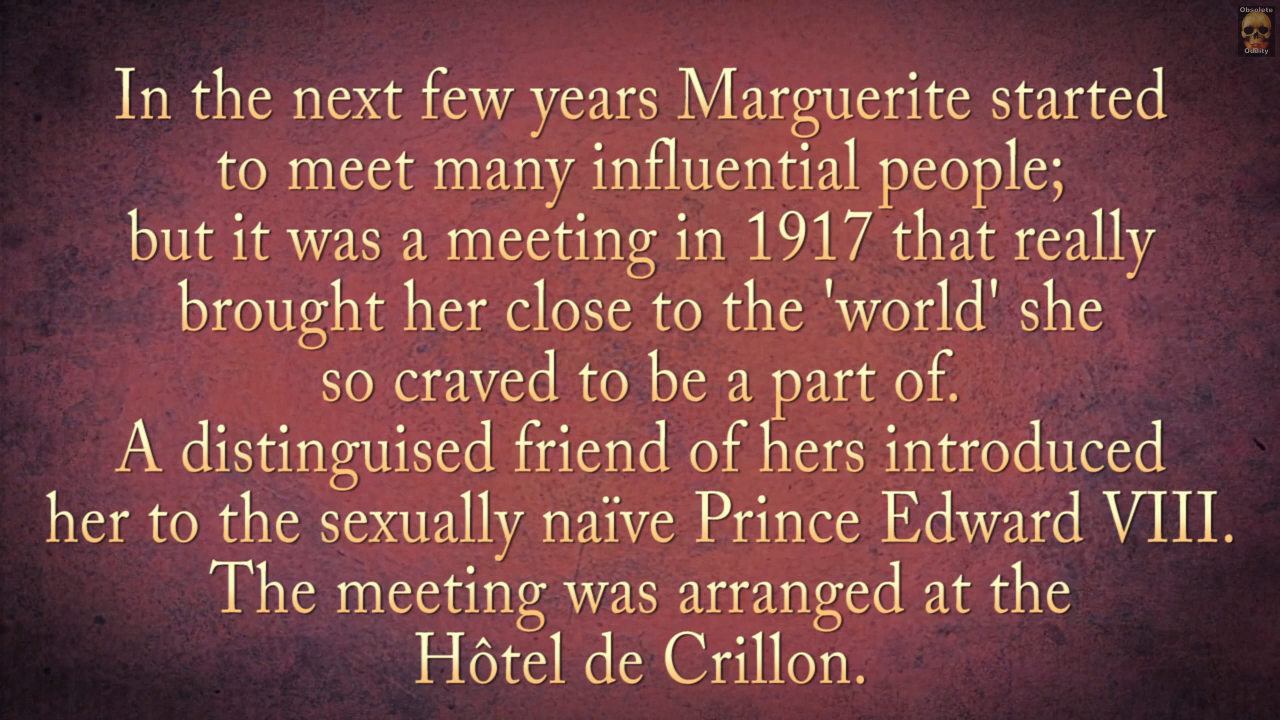 Obsolete
Oddity
In the next few years Marguerite started
to meet many influential people;
but it was a meeting in 1917 that really
brought her close to the 'world' she
so craved to be a part of.
A distinguised friend of hers introduced
her to the sexually naïve Prince Edward VIII.
The meeting was arranged at the
Hôtel de Crillon.